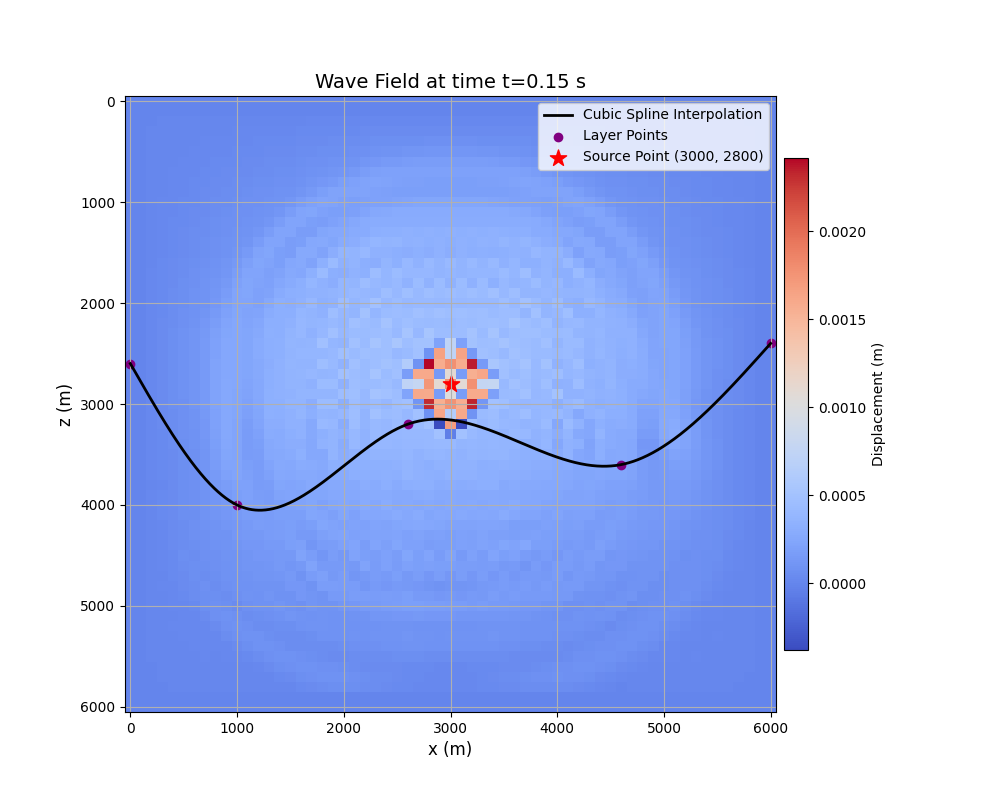 Wave Field at time t=0.15 s
Cubic Spline Interpolation
Layer Points
Source Point (3000, 2800)
0
1000
2000
3000
4000
5000
6000
z (m)
0
1000
2000
3000
4000
5000
6000
x (m)
0.0020
0.0015
0.0010
0.0005
0.0000
Displacement (m)